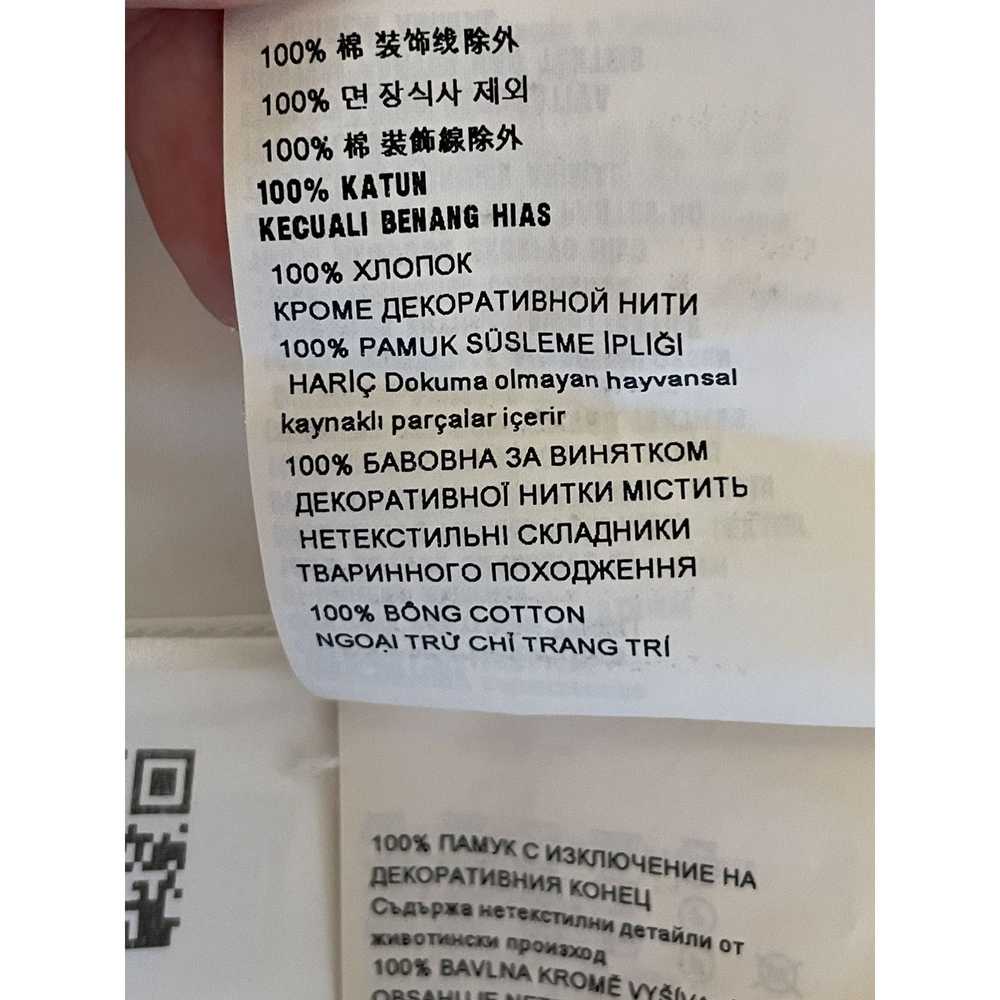 100% 棉 装饰线除外
100% 면 장식사 제외
100% 棉 裝飾線除外
100% KATUN
KECUALI BENANG HIAS
100% ХЛОПОК
КРОМЕ ДЕКОРАТИВНОЙ НИТИ
100% PAMUK SÜSLEME İPLIĞI
HARİÇ Dokuma olmayan hayvansal
kaynaklı parçalar içerir
100% БАВОВНА ЗА ВИНЯТКОМ
ДЕКОРАТИВНОЇ НИТКИ МІСТИТЬ
НЕТЕКСТИЛЬНІ СКЛАДНИКИ
ТВАРИННОГО ПОХОДЖЕННЯ
100% BÔNG COTTON
NGOẠI TRỪ CHỈ TRANG TRÍ
100% ПАМУК С ИЗКЛЮЧЕНИЕ НА
ДЕКОРАТИВНИЯ КОНЕЦ
Съдържа нетекстилни детайли от
животински произход
100% BAVLNA KROMĚ
OBSAHUJE